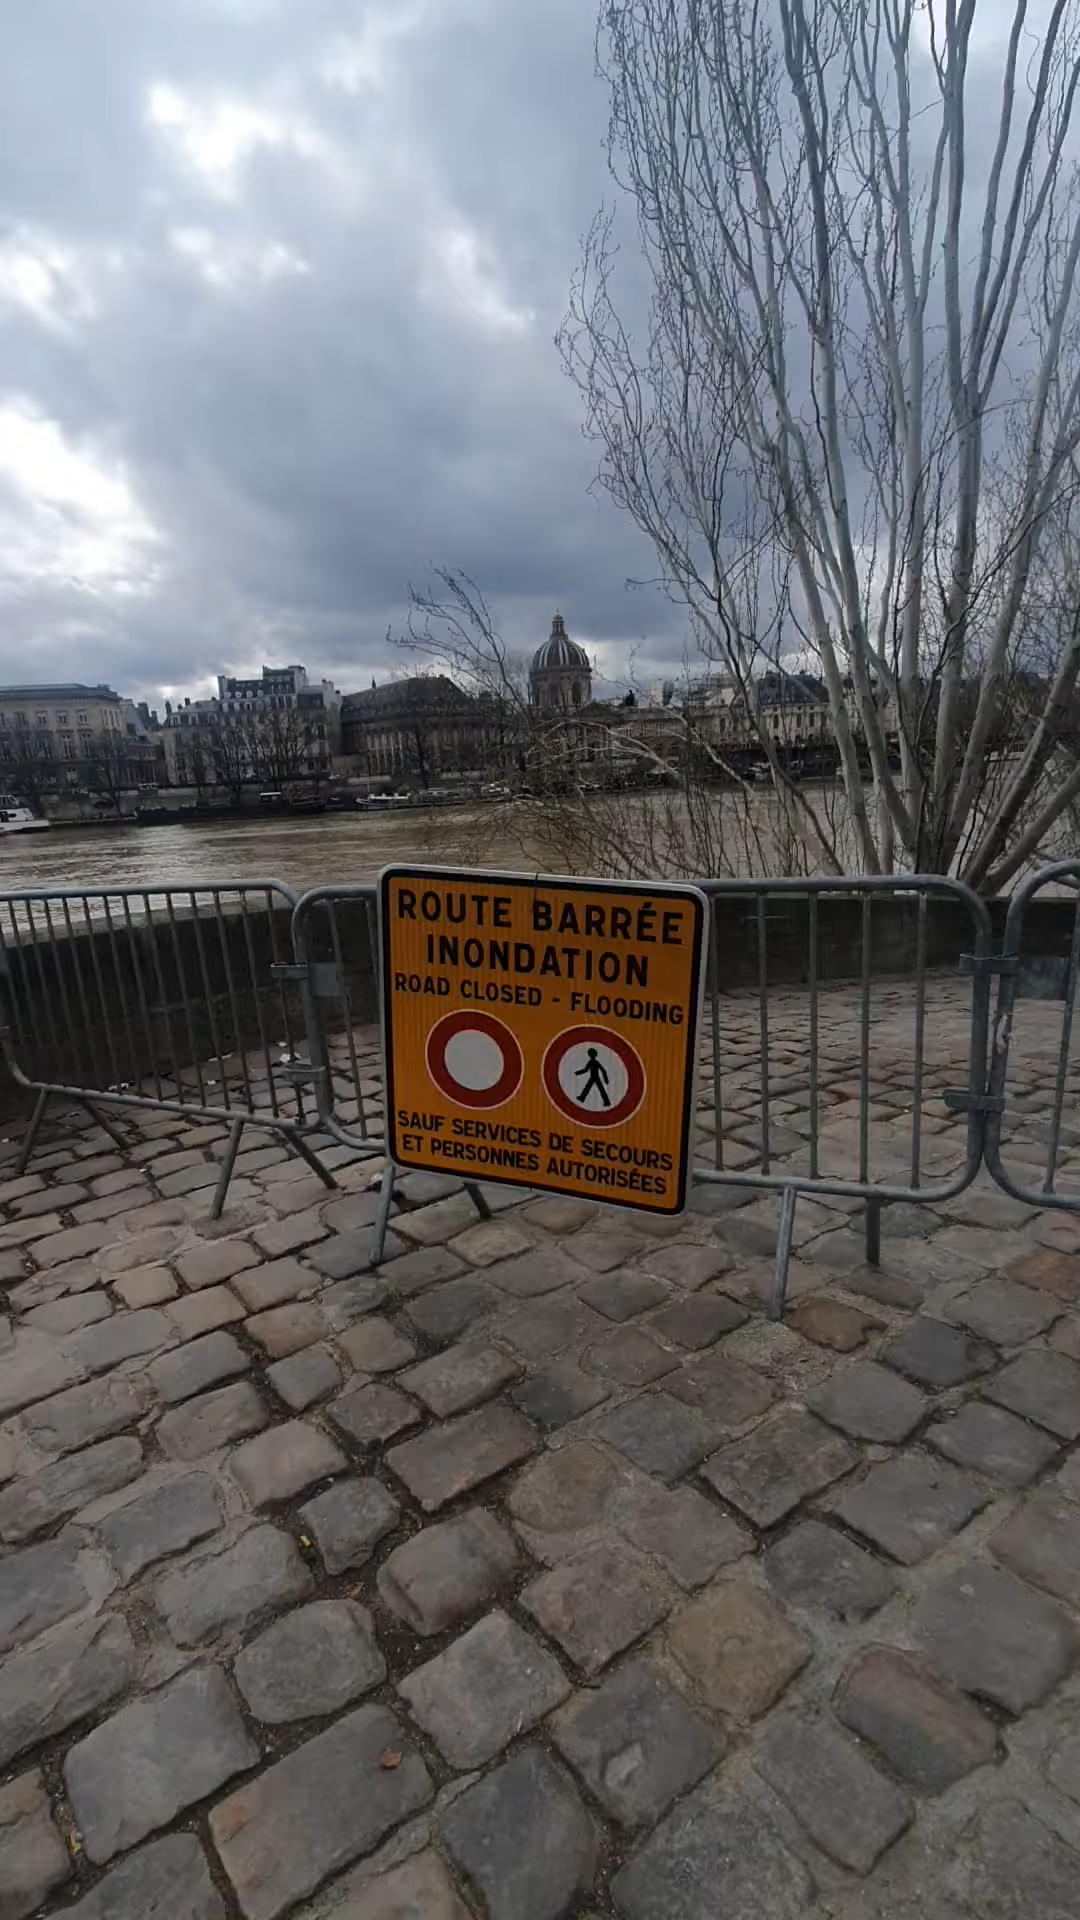 ROUTE BARRÉE
INONDATION
ROAD CLOSED - FLOODING
SAUF SERVICES DE SECOURS
ET PERSONNES AUTORISÉES